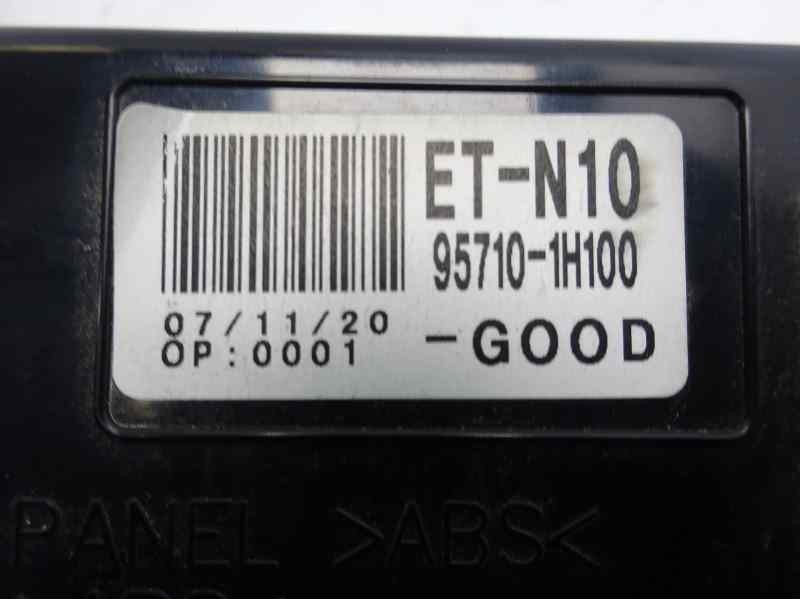 ET-N10
95710-1H100
07/11/20
OP:0001
-GOOD
PANEL >ABS<